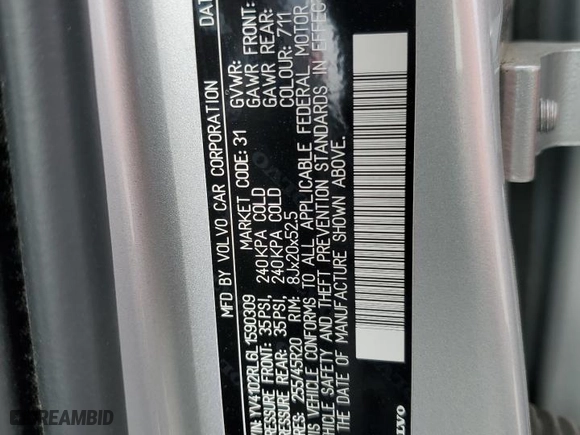 MFD BY VOLVO CAR CORPORATION DAT
MARKET CODE: 31 GVWR:
GAWR FRONT:
GAWR REAR:
VIN: YV4102RL6L1590309
PRESSURE FRONT: 35PSI, 240KPA COLD
PRESSURE REAR: 35PSI, 240KPA COLD COLOUR: 711
TIRES: 255/45R20 RIM: 8Jx20x52.5
THIS VEHICLE CONFORMS TO ALL APPLICABLE FEDERAL MOTOR
VEHICLE SAFETY AND THEFT PREVENTION STANDARDS IN EFFECT
THE DATE OF MANUFACTURE SHOWN ABOVE.
VOLVO
DREAMBID